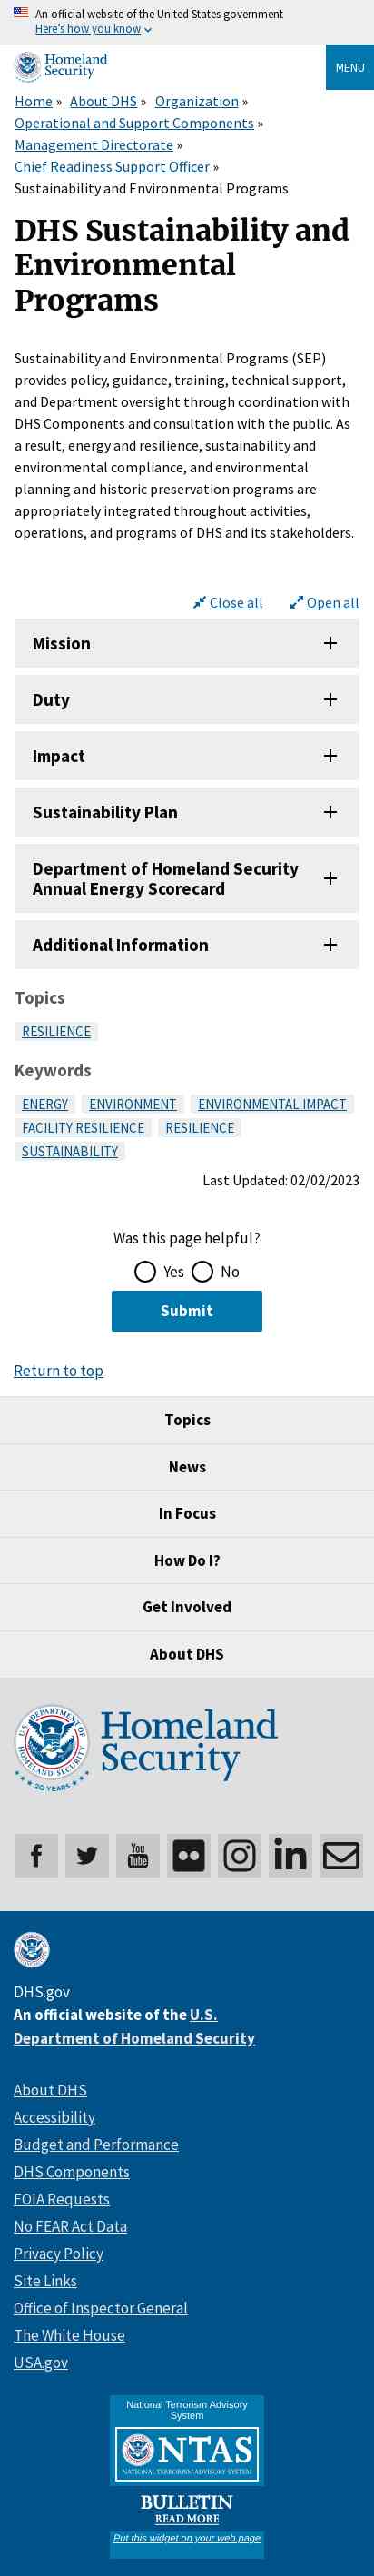 An official website of the United States government
Here's how you know
Homeland
Security
MENU
Home » About DHS » Organization »
Operational and Support Components »
Management Directorate »
Chief Readiness Support Officer »
Sustainability and Environmental Programs
DHS Sustainability and
Environmental
Programs
Sustainability and Environmental Programs (SEP)
provides policy, guidance, training, technical support,
and Department oversight through coordination with
DHS Components and consultation with the public. As
a result, energy and resilience, sustainability and
environmental compliance, and environmental
planning and historic preservation programs are
appropriately integrated throughout activities,
operations, and programs of DHS and its stakeholders.
Close all Open all
Mission
Duty
Impact
Sustainability Plan
Department of Homeland Security
Annual Energy Scorecard
Additional Information
Topics
RESILIENCE
Keywords
ENERGY ENVIRONMENT ENVIRONMENTAL IMPACT
FACILITY RESILIENCE RESILIENCE
SUSTAINABILITY
Last Updated: 02/02/2023
Was this page helpful?
Yes No
Submit
Return to top
Topics
News
In Focus
How Do I?
Get Involved
About DHS
U.S. DEPARTMENT OF
HOMELAND SECURITY
20 YEARS
Homeland
Security
You
Tube
DHS.gov
An official website of the U.S.
Department of Homeland Security
About DHS
Accessibility
Budget and Performance
DHS Components
FOIA Requests
No FEAR Act Data
Privacy Policy
Site Links
Office of Inspector General
The White House
USA.gov
National Terrorism Advisory
System
NTAS
NATIONAL TERRORISM ADVISORY SYSTEM
BULLETIN
READ MORE
Put this widget on your web page